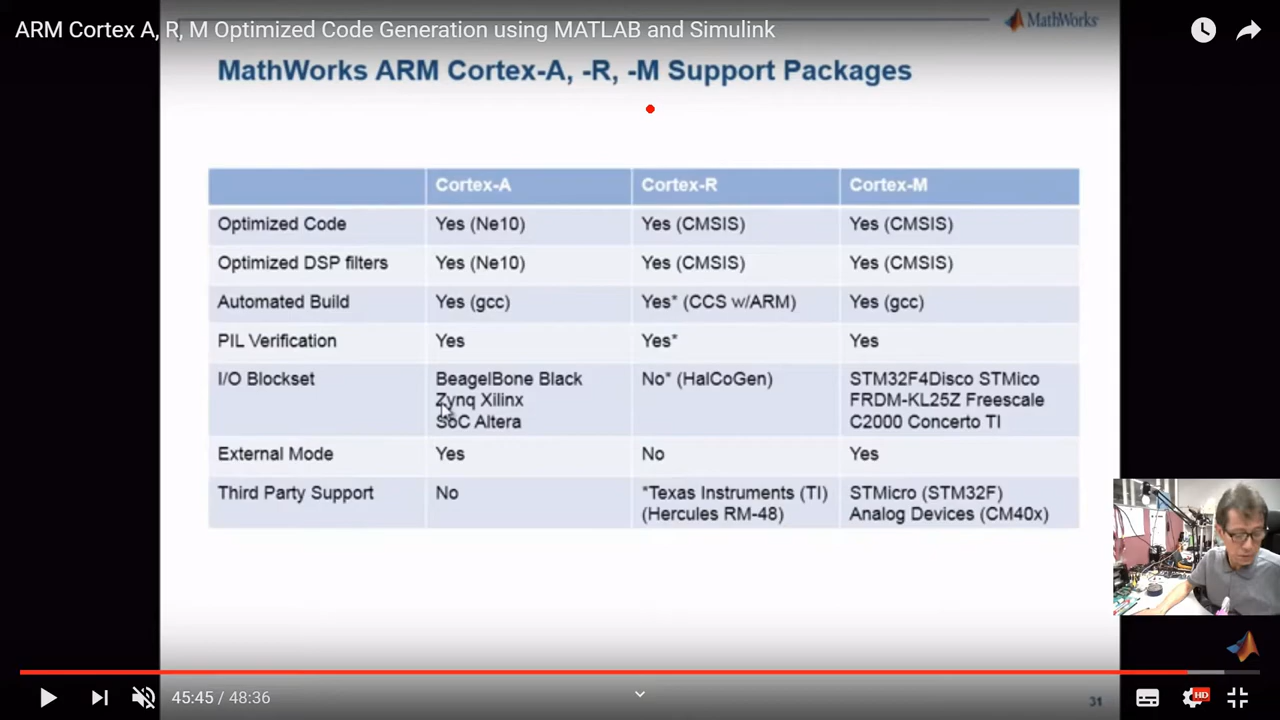 ARM Cortex A, R, M Optimized Code Generation using MATLAB and Simulink
MathWorks
MathWorks ARM Cortex-A, -R, -M Support Packages
Cortex-A Cortex-R Cortex-M
Optimized Code Yes (Ne10) Yes (CMSIS) Yes (CMSIS)
Optimized DSP filters Yes (Ne10) Yes (CMSIS) Yes (CMSIS)
Automated Build Yes (gcc) Yes* (CCS w/ARM) Yes (gcc)
PIL Verification Yes Yes* Yes
I/O Blockset BeagelBone Black No* (HalCoGen) STM32F4Disco STMico
Zynq Xilinx FRDM-KL25Z Freescale
SoC Altera C2000 Concerto TI
External Mode Yes No Yes
Third Party Support No *Texas Instruments (TI) STMicro (STM32F)
(Hercules RM-48) Analog Devices (CM40x)
45:45 / 48:36
HD
31